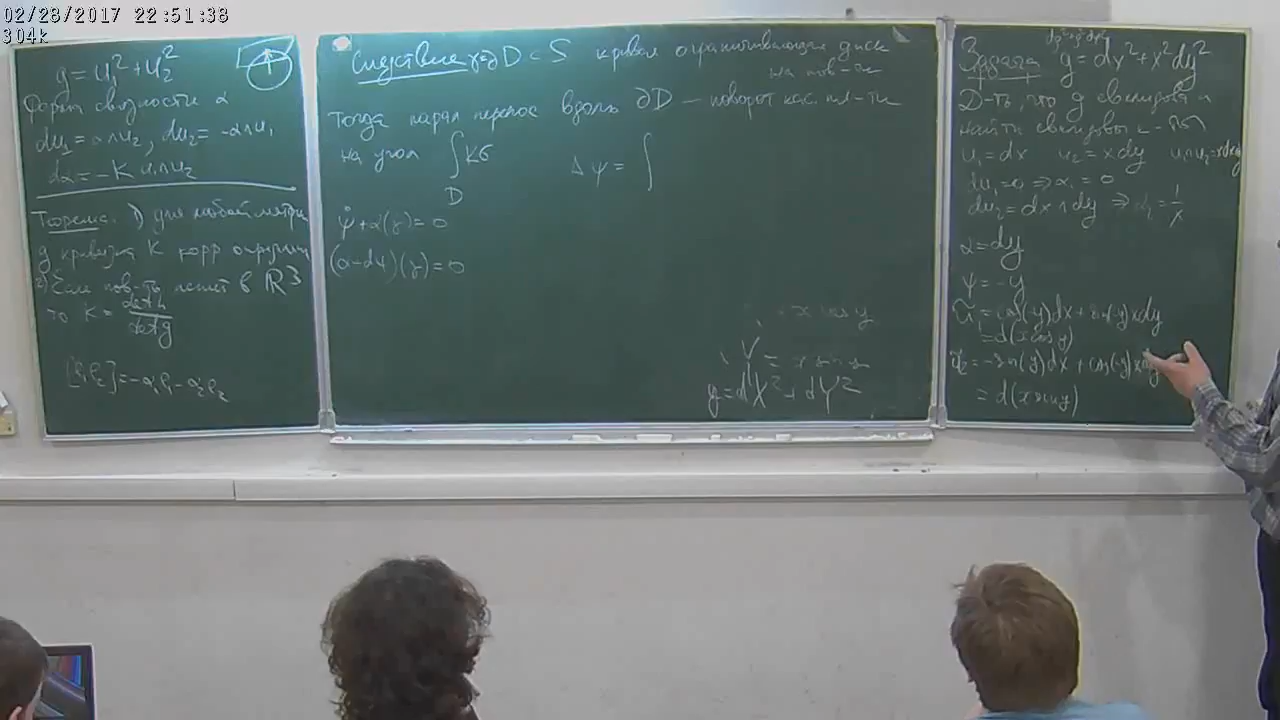 02/28/2017 22:51:38
304k
g = u₁² + u₂²
Форма связности α
du₁ = α∧u₂, du₂ = -α∧u₁
dα = -K u₁∧u₂
Теорема. 1) для любой метрики
g кривизна K корр определена
2) Если пов-ть лежит в ℝ³
то K = det h / det g
Следствие γ=∂D ⊂ S кривая ограничивающая диск
на пов-ти
Тогда парал перенос вдоль ∂D — поворот кас. пл-ти
на угол ∫_D Kσ
Δψ = ∫
ψ̇ + α(γ̇) = 0
(α-dψ)(γ̇) = 0
x cos y
Y = x sin y
g = dX² + dY²
Задача g = dx² + x²dy²
Д-ть, что g евклидова и
найти евклидовы к-ты
u₁ = dx u₂ = xdy
du₁ = 0 ⇒ α₁ = 0
du₂ = dx∧dy ⇒ α₂ = 1/x
α = dy
ψ = -y
ũ₁ = cos(-y)dx + sin(-y)xdy
= d(x cos y)
ũ₂ = -sin(-y)dx + cos(-y)xdy
= d(x sin y)